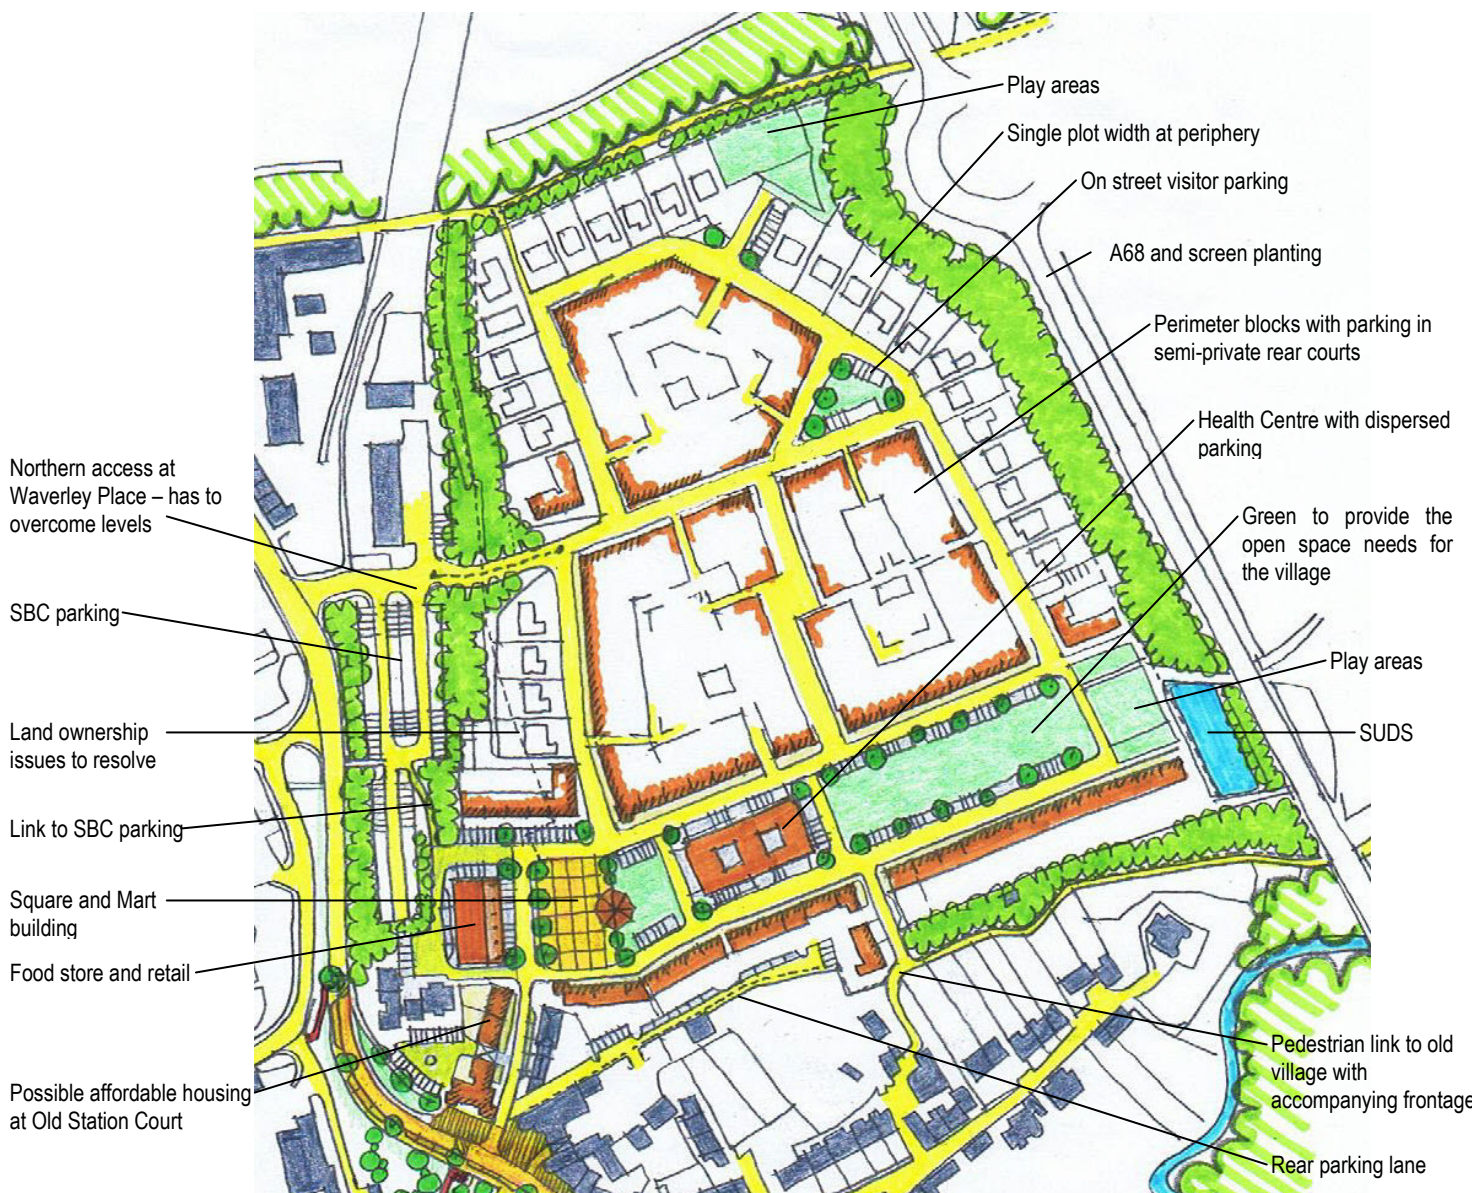 Play areas
Single plot width at periphery
On street visitor parking
A68 and screen planting
Perimeter blocks with parking in
semi-private rear courts
Health Centre with dispersed
parking
Green to provide the
open space needs for
the village
Play areas
SUDS
Pedestrian link to old
village with
accompanying frontage
Rear parking lane
Northern access at
Waverley Place – has to
overcome levels
SBC parking
Land ownership
issues to resolve
Link to SBC parking
Square and Mart
building
Food store and retail
Possible affordable housing
at Old Station Court